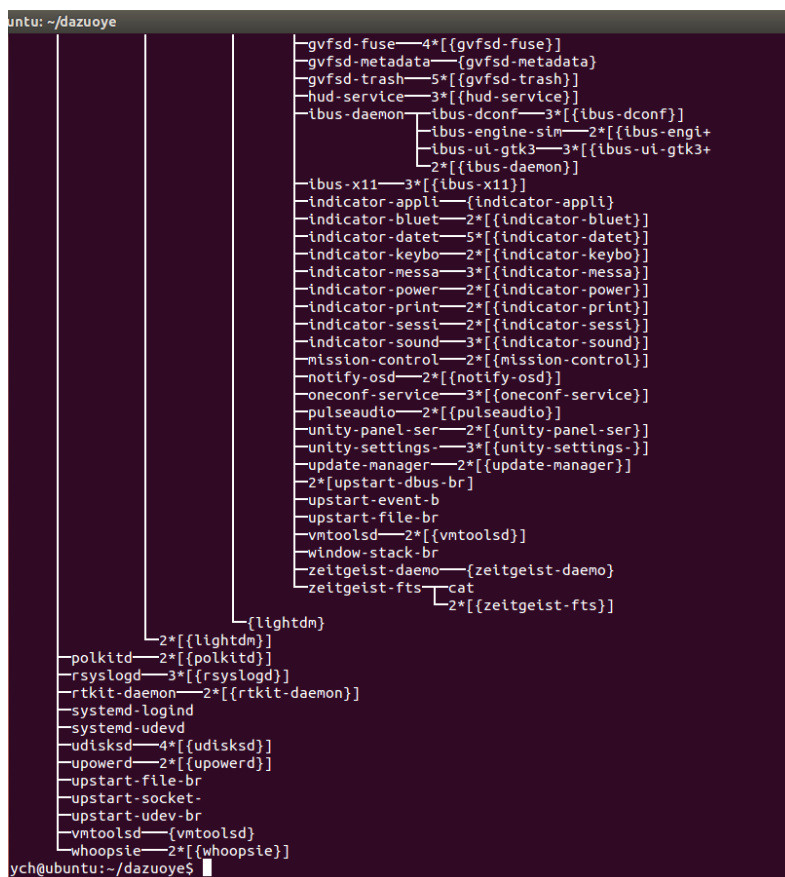 untu: ~/dazuoye
├─gvfsd-fuse───4*[{gvfsd-fuse}]
├─gvfsd-metadata───{gvfsd-metadata}
├─gvfsd-trash───5*[{gvfsd-trash}]
├─hud-service───3*[{hud-service}]
├─ibus-daemon─┬─ibus-dconf───3*[{ibus-dconf}]
├─ibus-engine-sim───2*[{ibus-engi+
├─ibus-ui-gtk3───3*[{ibus-ui-gtk3+
└─2*[{ibus-daemon}]
├─ibus-x11───3*[{ibus-x11}]
├─indicator-appli───{indicator-appli}
├─indicator-bluet───2*[{indicator-bluet}]
├─indicator-datet───5*[{indicator-datet}]
├─indicator-keybo───2*[{indicator-keybo}]
├─indicator-messa───3*[{indicator-messa}]
├─indicator-power───2*[{indicator-power}]
├─indicator-print───2*[{indicator-print}]
├─indicator-sessi───2*[{indicator-sessi}]
├─indicator-sound───3*[{indicator-sound}]
├─mission-control───2*[{mission-control}]
├─notify-osd───2*[{notify-osd}]
├─oneconf-service───3*[{oneconf-service}]
├─pulseaudio───2*[{pulseaudio}]
├─unity-panel-ser───2*[{unity-panel-ser}]
├─unity-settings-───3*[{unity-settings-}]
├─update-manager───2*[{update-manager}]
├─2*[upstart-dbus-br]
├─upstart-event-b
├─upstart-file-br
├─vmtoolsd───2*[{vmtoolsd}]
├─window-stack-br
├─zeitgeist-daemo───{zeitgeist-daemo}
└─zeitgeist-fts─┬─cat
└─2*[{zeitgeist-fts}]
└─{lightdm}
└─2*[{lightdm}]
├─polkitd───2*[{polkitd}]
├─rsyslogd───3*[{rsyslogd}]
├─rtkit-daemon───2*[{rtkit-daemon}]
├─systemd-logind
├─systemd-udevd
├─udisksd───4*[{udisksd}]
├─upowerd───2*[{upowerd}]
├─upstart-file-br
├─upstart-socket-
├─upstart-udev-br
├─vmtoolsd───{vmtoolsd}
└─whoopsie───2*[{whoopsie}]
ych@ubuntu:~/dazuoye$